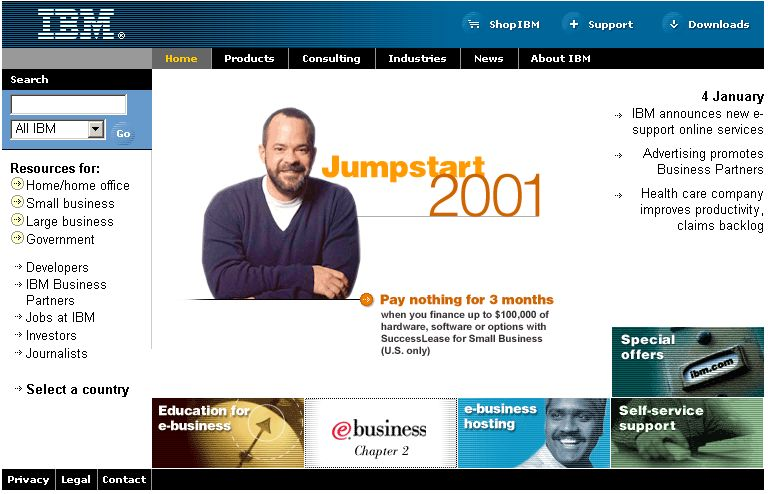 IBM®
ShopIBM
Support
Downloads
Home
Products
Consulting
Industries
News
About IBM
Search
All IBM
Go
Resources for:
Home/home office
Small business
Large business
Government
Developers
IBM Business
Partners
Jobs at IBM
Investors
Journalists
Select a country
Jumpstart
2001
Pay nothing for 3 months
when you finance up to $100,000 of
hardware, software or options with
SuccessLease for Small Business
(U.S. only)
4 January
IBM announces new e-
support online services
Advertising promotes
Business Partners
Health care company
improves productivity,
claims backlog
Special
offers
ibm.com
Education for
e-business
e.business
Chapter 2
e-business
hosting
Self-service
support
Privacy
Legal
Contact